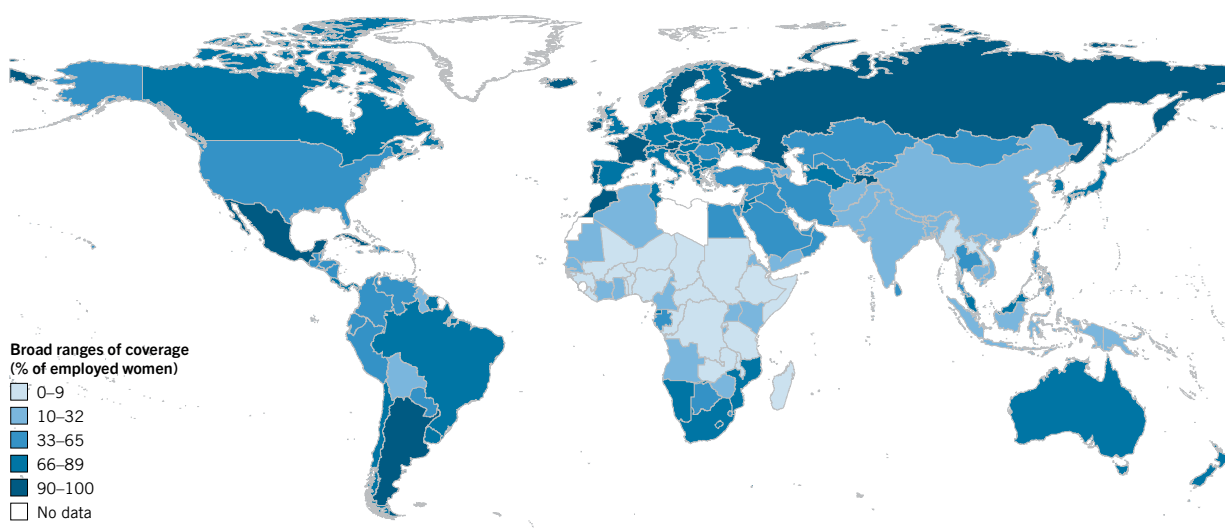 Broad ranges of coverage
(% of employed women)
0–9
10–32
33–65
66–89
90–100
No data